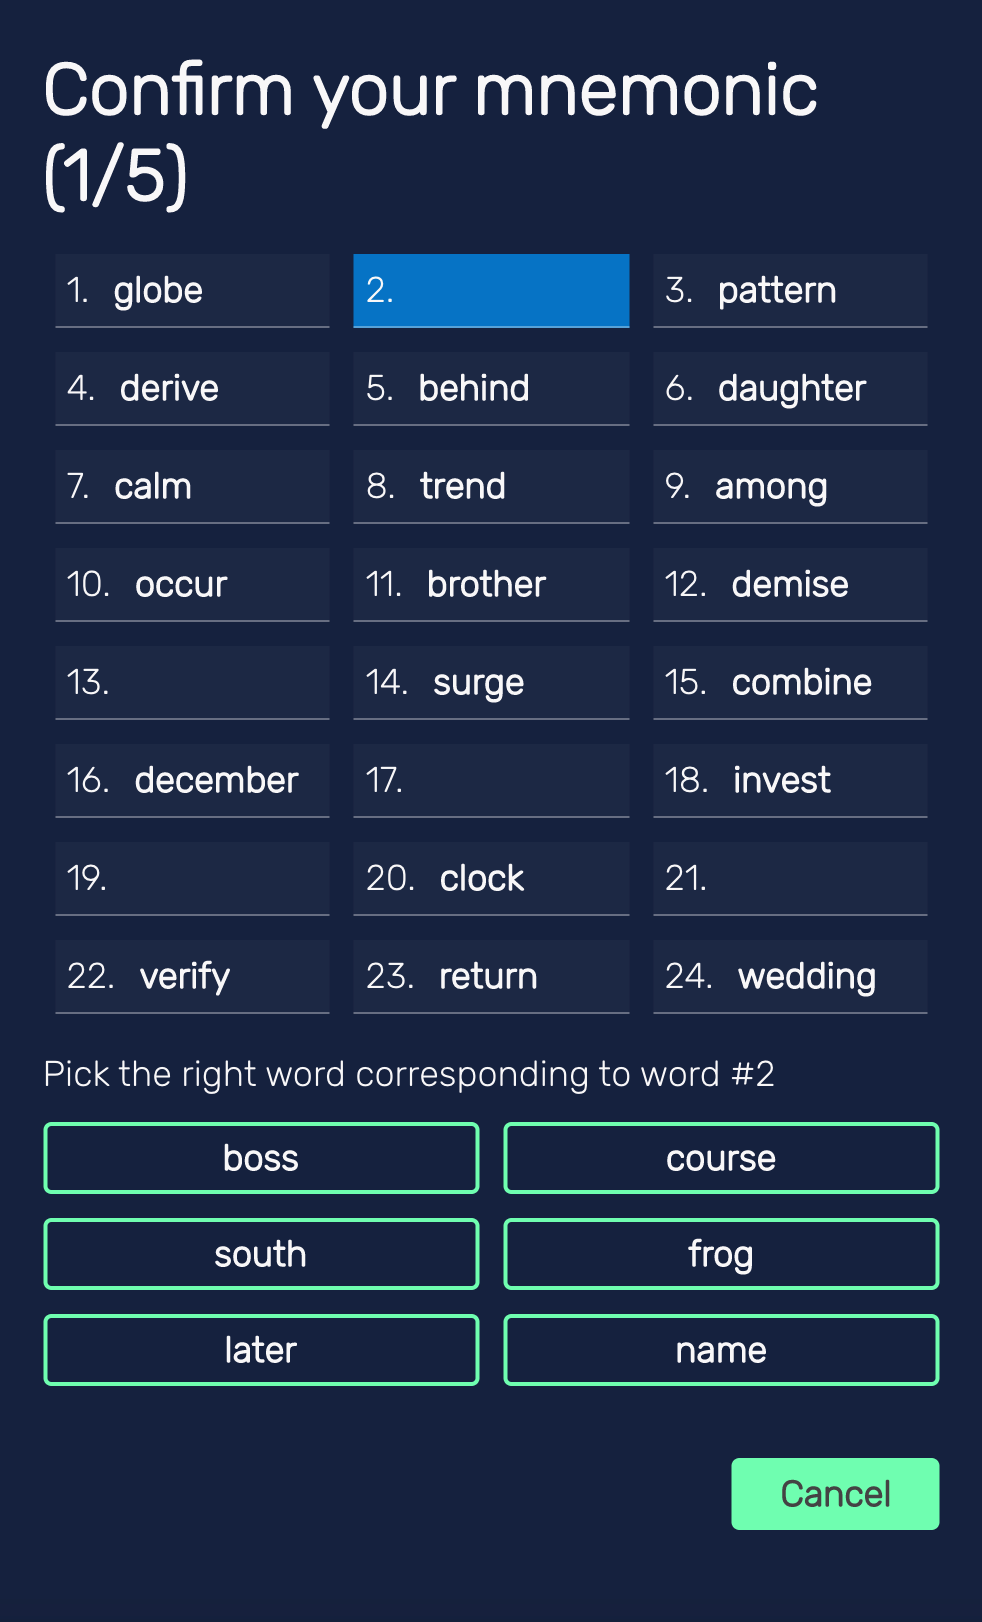 Confirm your mnemonic
(1/5)
1. globe
2.
3. pattern
4. derive
5. behind
6. daughter
7. calm
8. trend
9. among
10. occur
11. brother
12. demise
13.
14. surge
15. combine
16. december
17.
18. invest
19.
20. clock
21.
22. verify
23. return
24. wedding
Pick the right word corresponding to word #2
boss
course
south
frog
later
name
Cancel